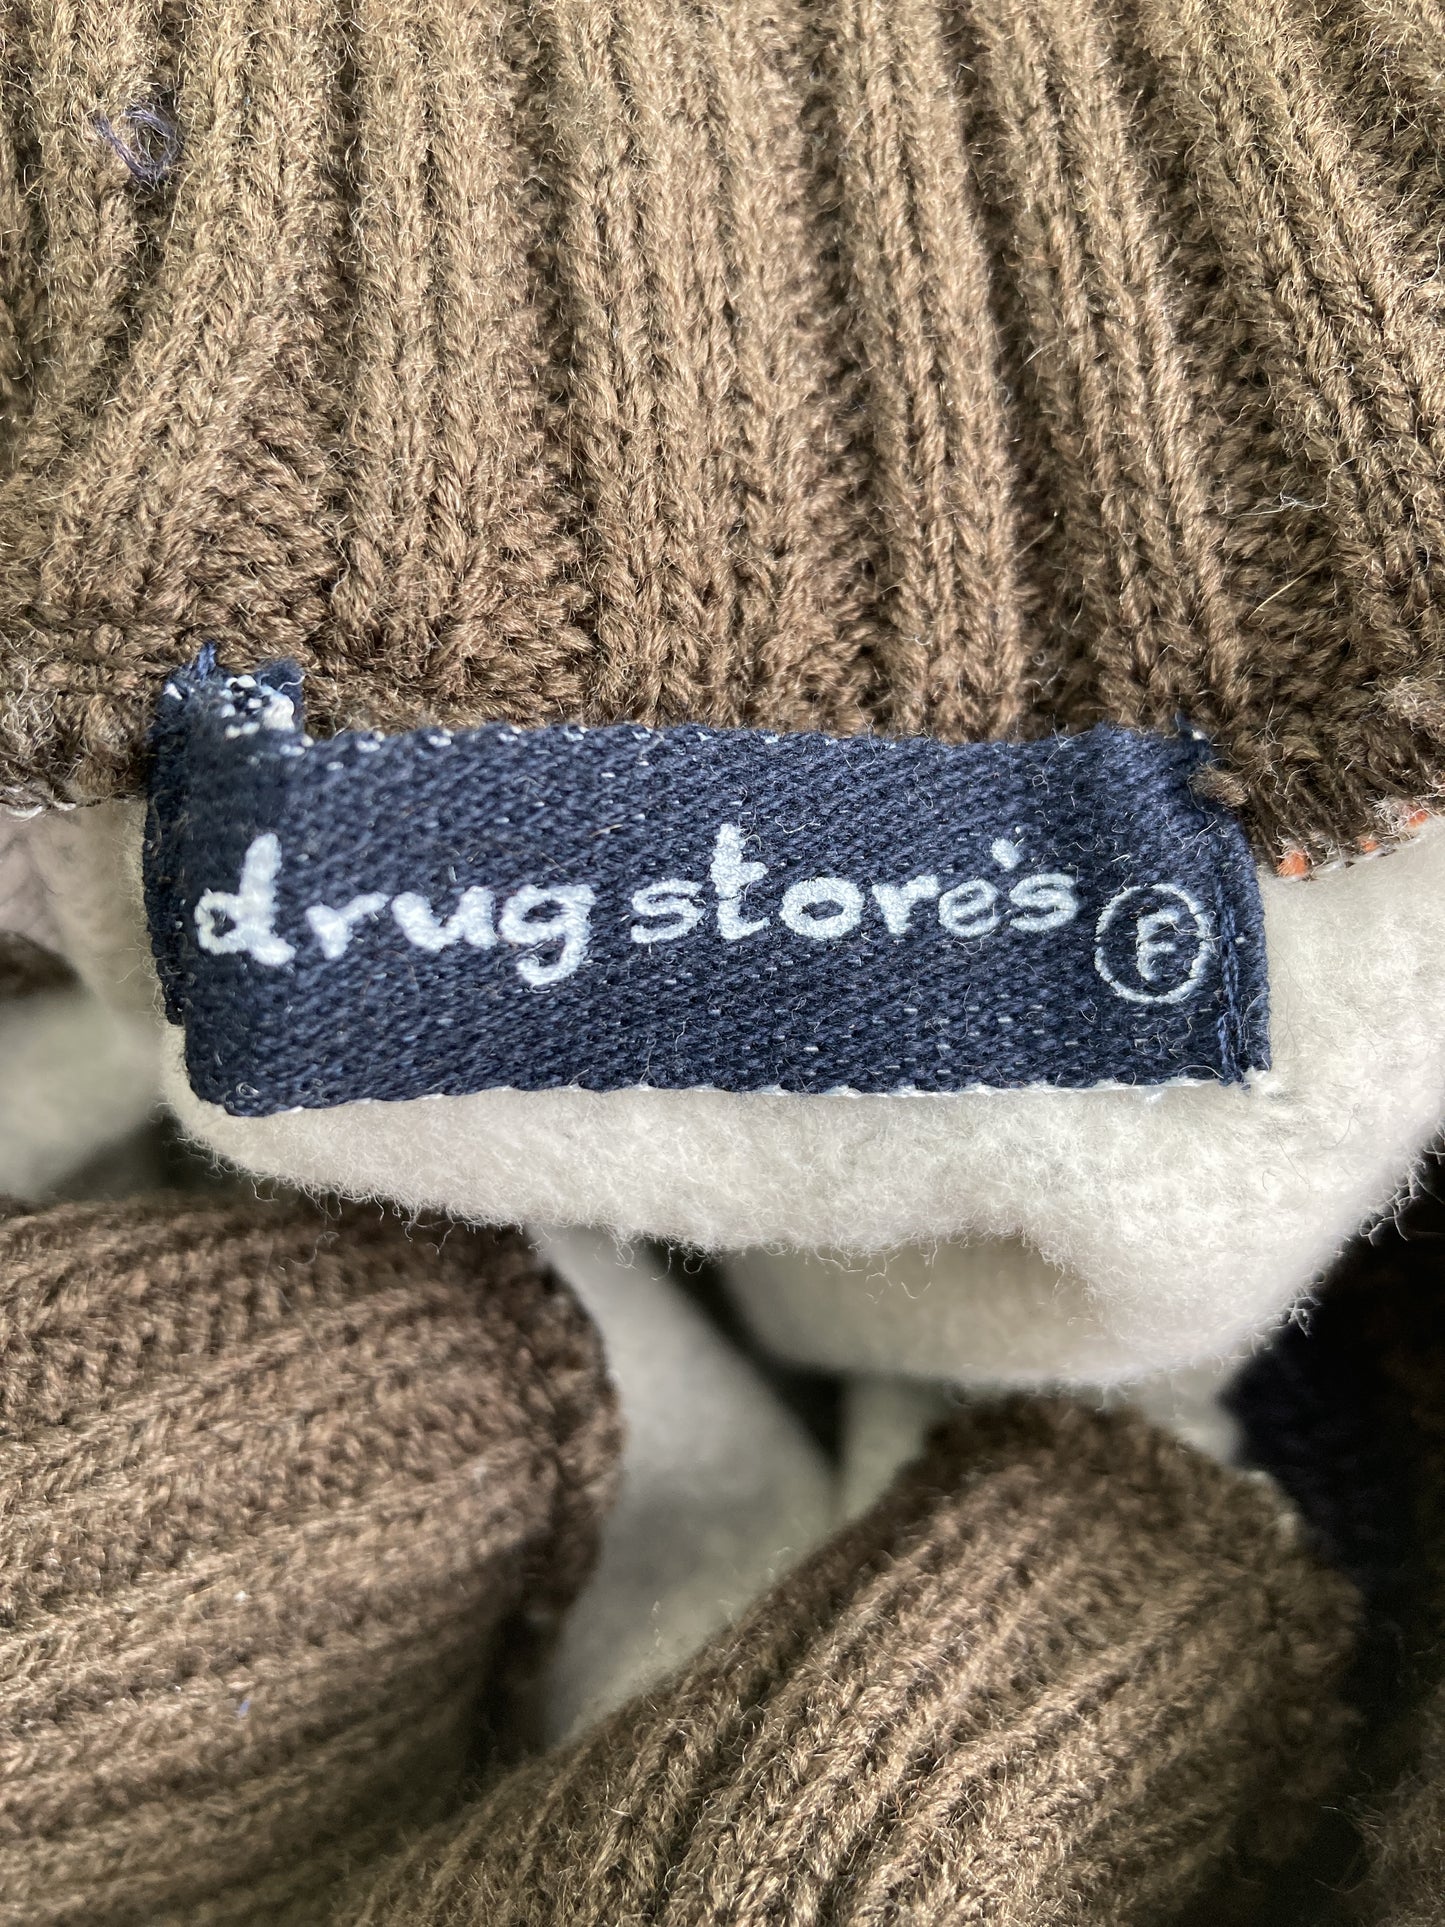 drug store's Ⓕ